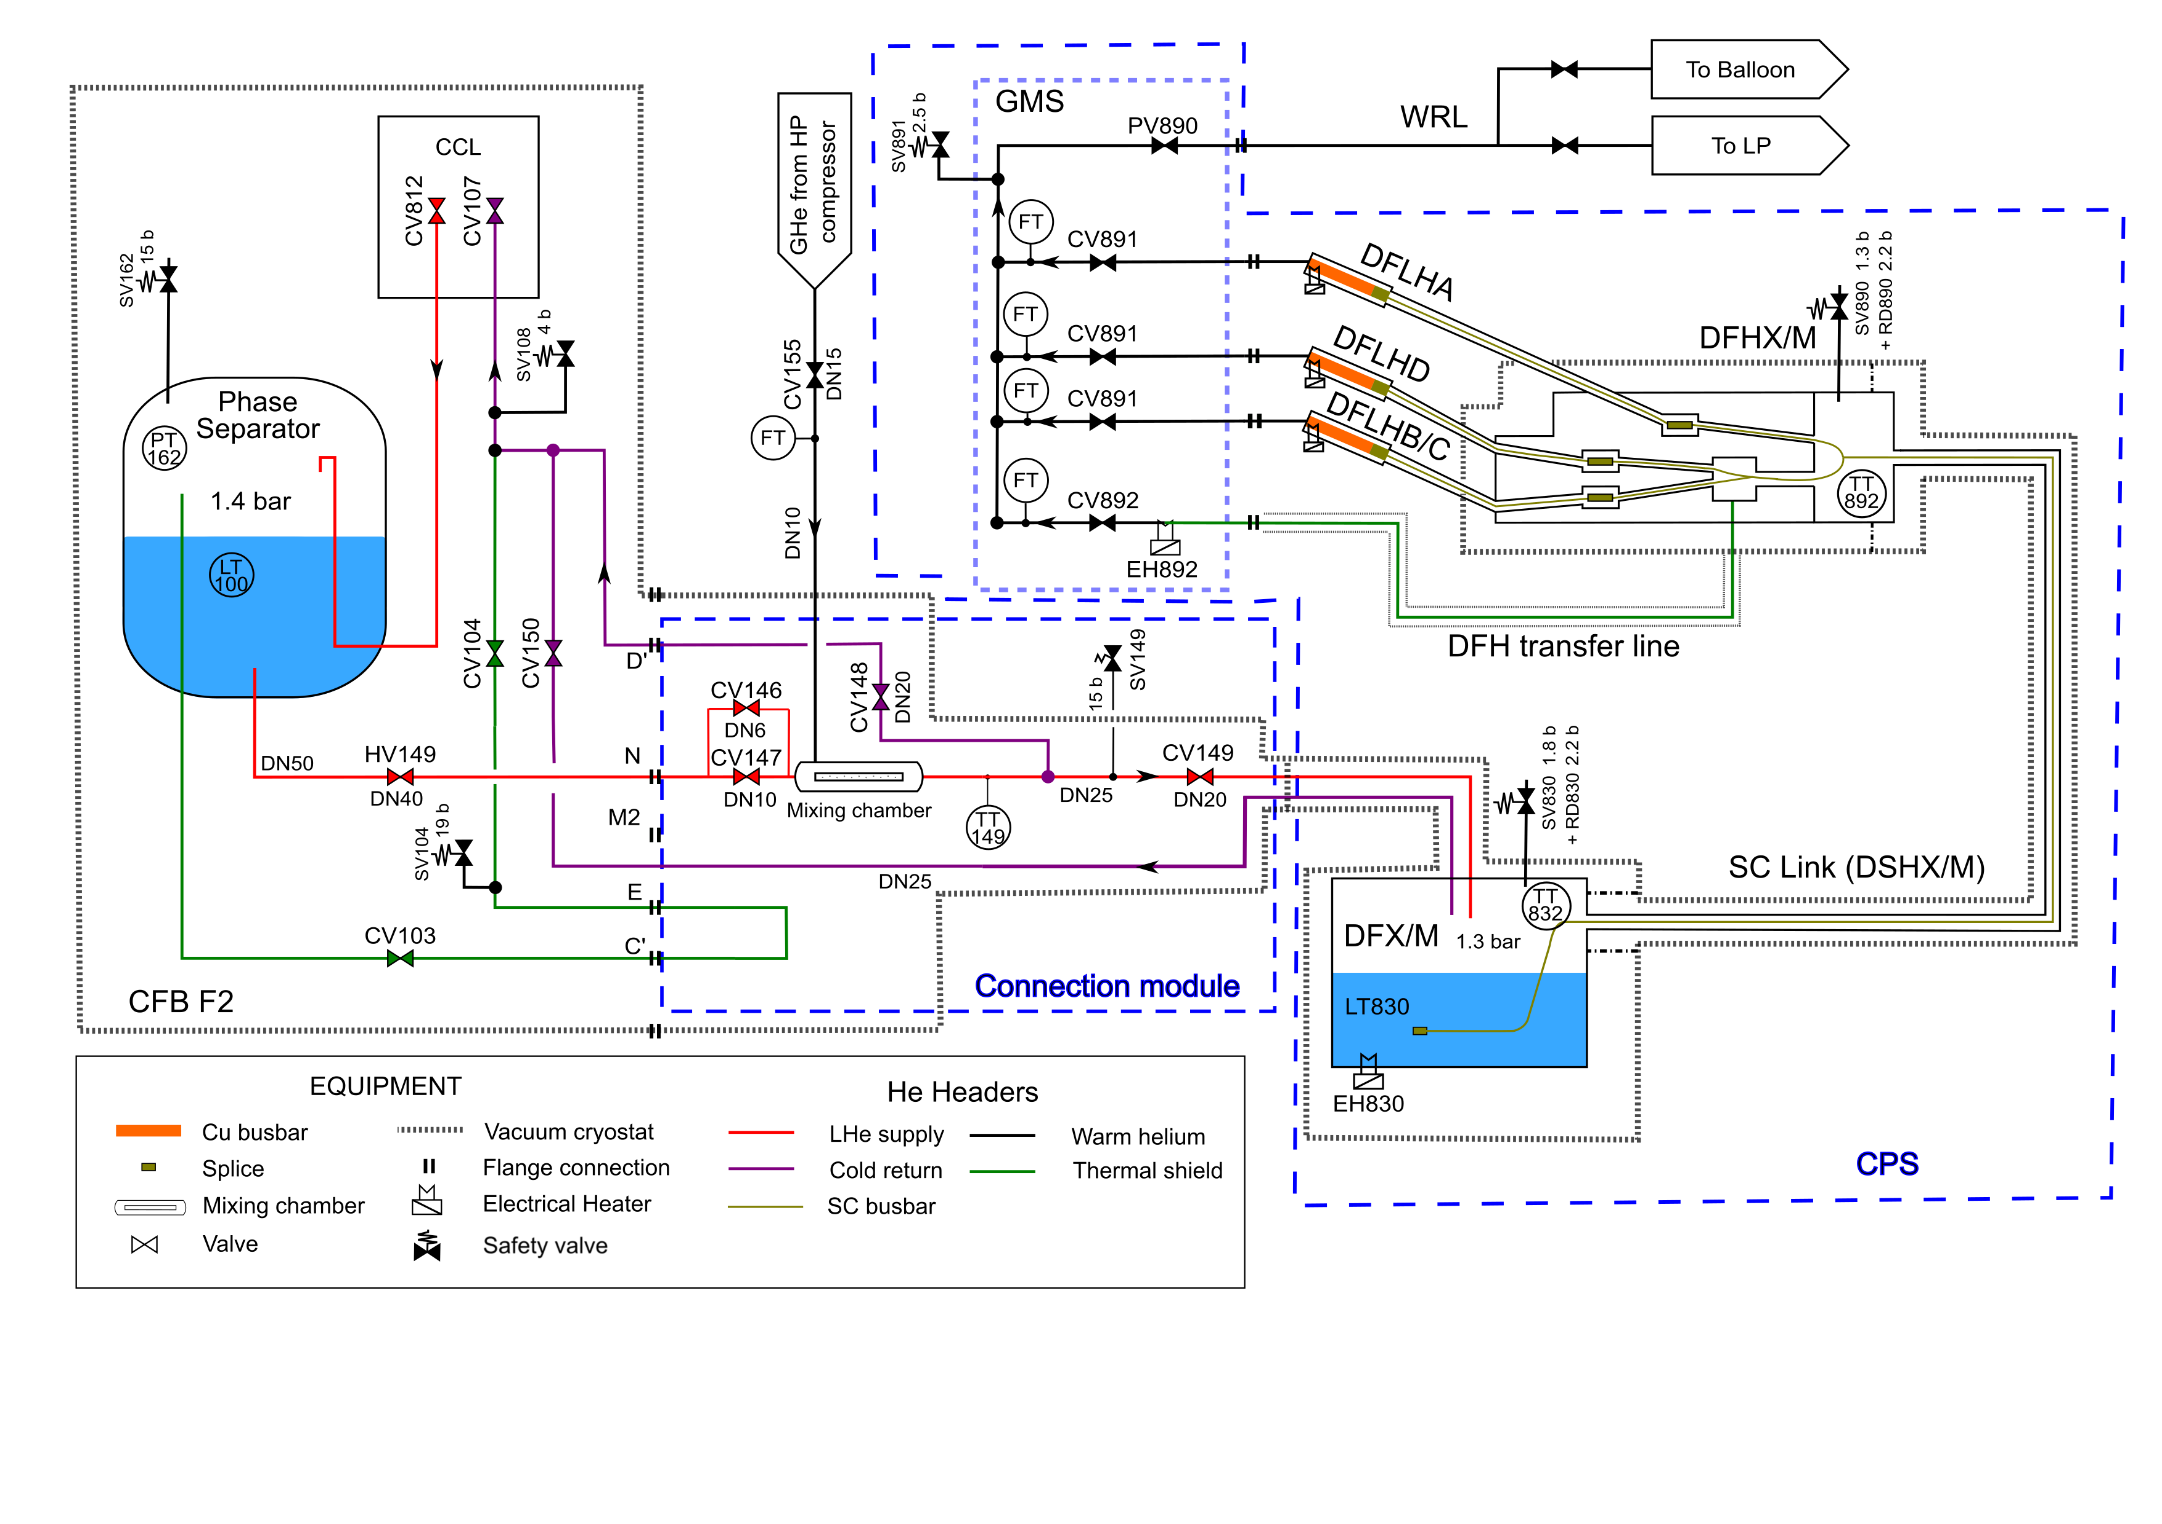 GMS
PV890
WRL
To Balloon
To LP
SV891
2.5 b
CCL
CV812
CV107
GHe from HP
compressor
FT
CV891
DFLHA
SV162
15 b
SV108
4 b
FT
CV891
DFLHD
DFHX/M
SV890 1.3 b
+ RD890 2.2 b
CV155
DN15
FT
CV891
DFLHB/C
Phase
Separator
PT
162
1.4 bar
FT
DN10
FT
CV892
EH892
TT
892
LT
100
CV104
CV150
D'
DFH transfer line
CV146
DN6
CV148
DN20
15 b
SV149
DN50
HV149
DN40
N
CV147
DN10
Mixing chamber
TT
149
DN25
CV149
DN20
SV830 1.8 b
+ RD830 2.2 b
M2
SV104
19 b
DN25
E
SC Link (DSHX/M)
CV103
C'
TT
832
DFX/M
1.3 bar
CFB F2
Connection module
LT830
EH830
CPS
EQUIPMENT
He Headers
Cu busbar
Vacuum cryostat
LHe supply
Warm helium
Splice
Flange connection
Cold return
Thermal shield
Mixing chamber
Electrical Heater
SC busbar
Valve
Safety valve